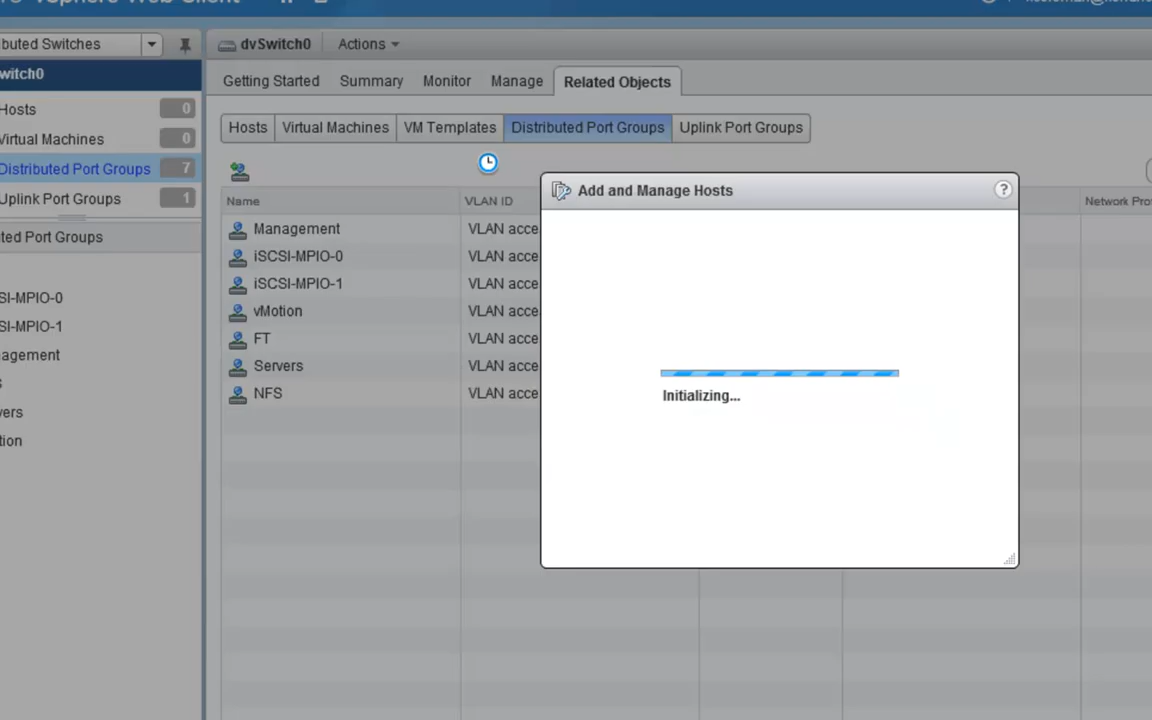 vSphere Web Client
buted Switches
dvSwitch0
Actions
witch0
Hosts
0
Virtual Machines
0
Distributed Port Groups
7
Uplink Port Groups
1
ted Port Groups
SI-MPIO-0
SI-MPIO-1
agement
S
vers
tion
Getting Started
Summary
Monitor
Manage
Related Objects
Hosts
Virtual Machines
VM Templates
Distributed Port Groups
Uplink Port Groups
Name
VLAN ID
Network Pro
Management
VLAN acce
iSCSI-MPIO-0
VLAN acce
iSCSI-MPIO-1
VLAN acce
vMotion
VLAN acce
FT
VLAN acce
Servers
VLAN acce
NFS
VLAN acce
Add and Manage Hosts
?
Initializing...